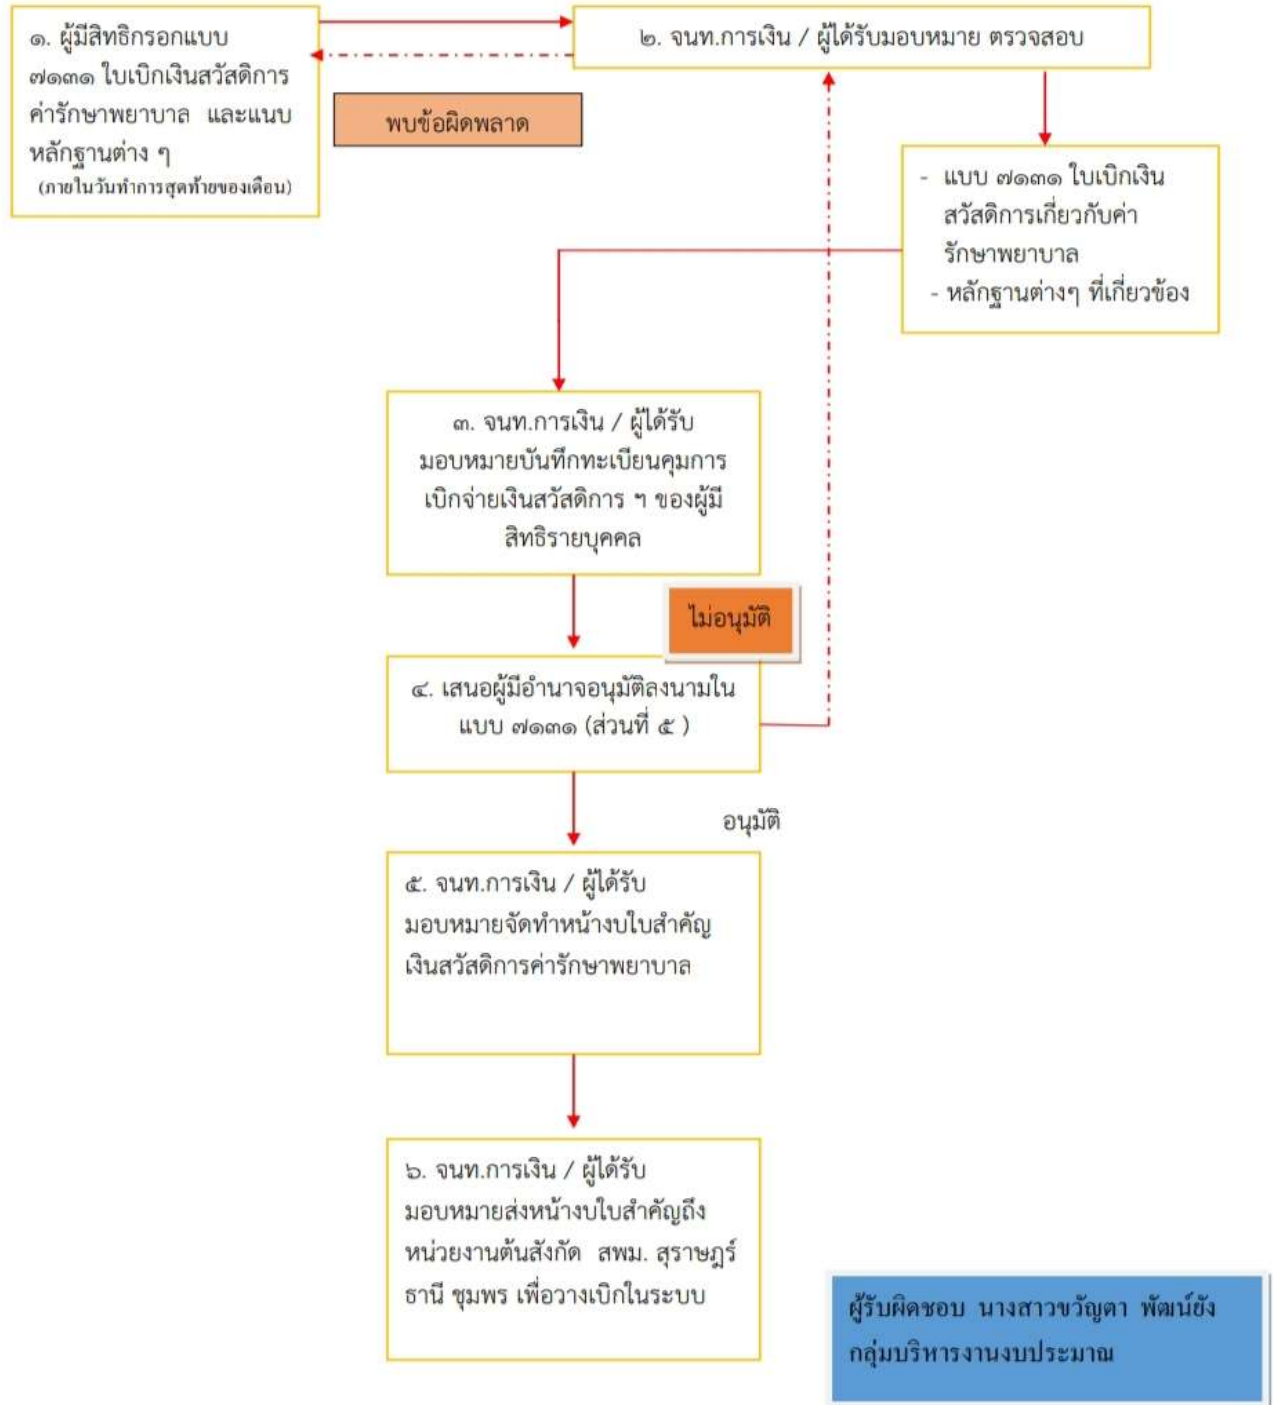 ๑. ผู้มีสิทธิกรอกแบบ
๗๑๓๑ ใบเบิกเงินสวัสดิการ
ค่ารักษาพยาบาล และแนบ
หลักฐานต่าง ๆ
(ภายในวันทำการสุดท้ายของเดือน)
๒. จนท.การเงิน / ผู้ได้รับมอบหมาย ตรวจสอบ
พบข้อผิดพลาด
- แบบ ๗๑๓๑ ใบเบิกเงิน
สวัสดิการเกี่ยวกับค่า
รักษาพยาบาล
- หลักฐานต่างๆ ที่เกี่ยวข้อง
๓. จนท.การเงิน / ผู้ได้รับ
มอบหมายบันทึกทะเบียนคุมการ
เบิกจ่ายเงินสวัสดิการ ฯ ของผู้มี
สิทธิรายบุคคล
ไม่อนุมัติ
๔. เสนอผู้มีอำนาจอนุมัติลงนามใน
แบบ ๗๑๓๑ (ส่วนที่ ๕ )
อนุมัติ
๕. จนท.การเงิน / ผู้ได้รับ
มอบหมายจัดทำหน้างบใบสำคัญ
เงินสวัสดิการค่ารักษาพยาบาล
๖. จนท.การเงิน / ผู้ได้รับ
มอบหมายส่งหน้างบใบสำคัญถึง
หน่วยงานต้นสังกัด สพม. สุราษฎร์
ธานี ชุมพร เพื่อวางเบิกในระบบ
ผู้รับผิดชอบ นางสาวขวัญตา พัฒน์ยัง
กลุ่มบริหารงานงบประมาณ